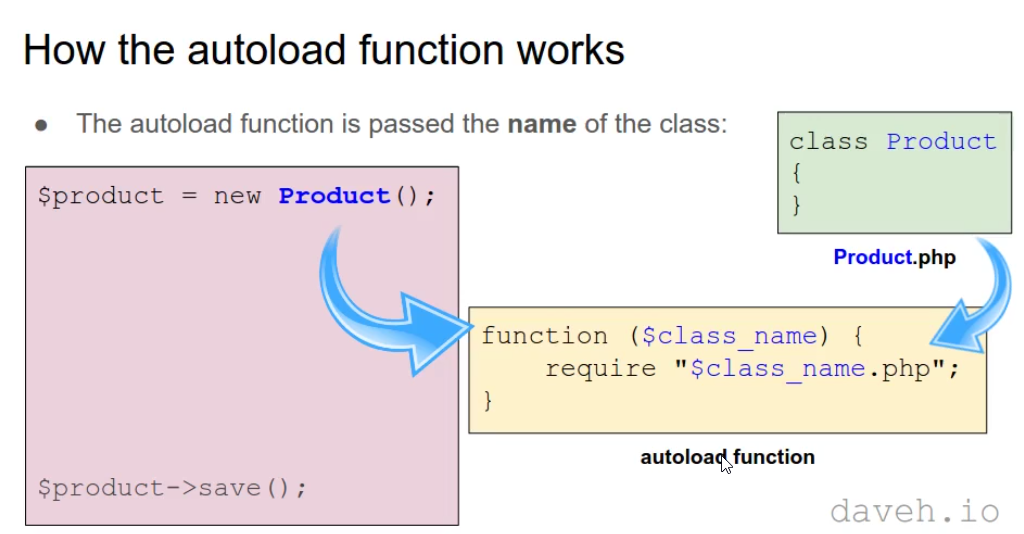 How the autoload function works
● The autoload function is passed the name of the class:
$product = new Product();
$product->save();
class Product
{
}
Product.php
function ($class_name) {
require "$class_name.php";
}
autoload function
daveh.io